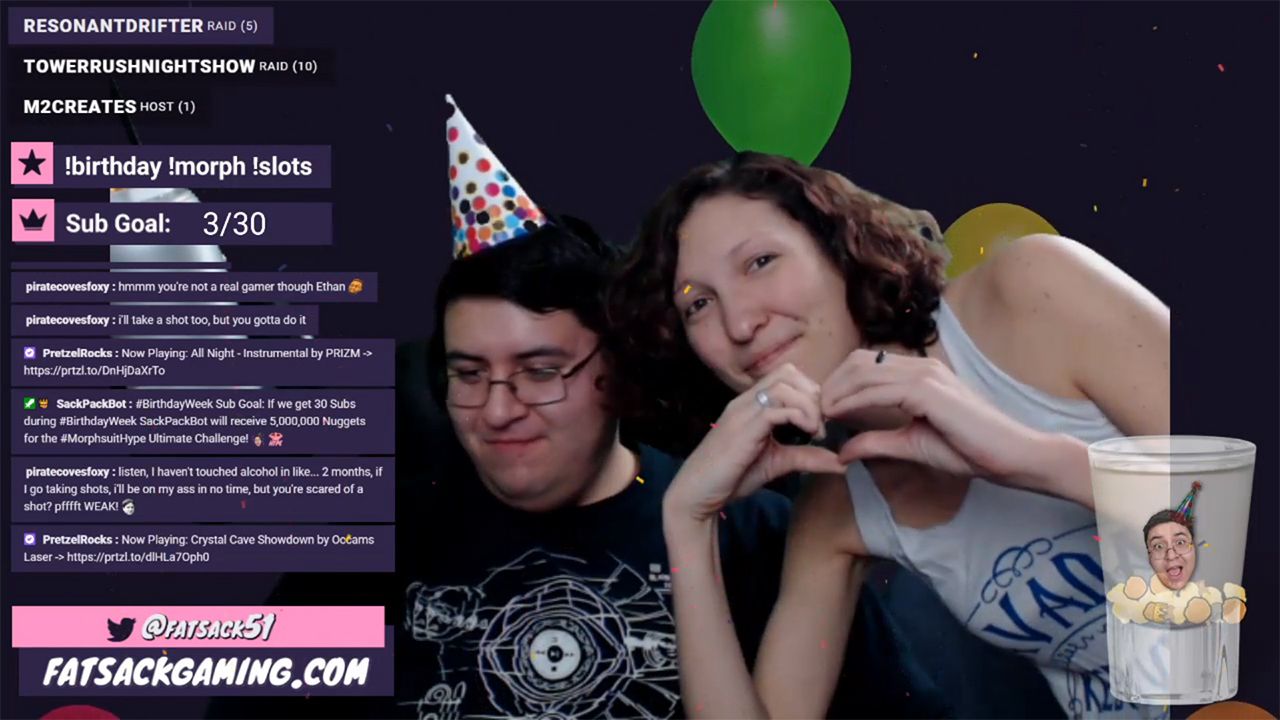 RESONANTDRIFTER RAID (5)
TOWERRUSHNIGHTSHOW RAID (10)
M2CREATES HOST (1)
!birthday !morph !slots
Sub Goal: 3/30
piratecovesfoxy : hmmm you're not a real gamer though Ethan
piratecovesfoxy : i'll take a shot too, but you gotta do it
PretzelRocks : Now Playing: All Night - Instrumental by PRIZM ->
https://prtzl.to/DnHjDaXrTo
SackPackBot : #BirthdayWeek Sub Goal: If we get 30 Subs
during #BirthdayWeek SackPackBot will receive 5,000,000 Nuggets
for the #MorphsuitHype Ultimate Challenge!
piratecovesfoxy : listen, I haven't touched alcohol in like... 2 months, if
I go taking shots, i'll be on my ass in no time, but you're scared of a
shot? pfffft WEAK!
PretzelRocks : Now Playing: Crystal Cave Showdown by Oceams
Laser -> https://prtzl.to/dlHLa7Oph0
@FATSACK51
FATSACKGAMING.COM